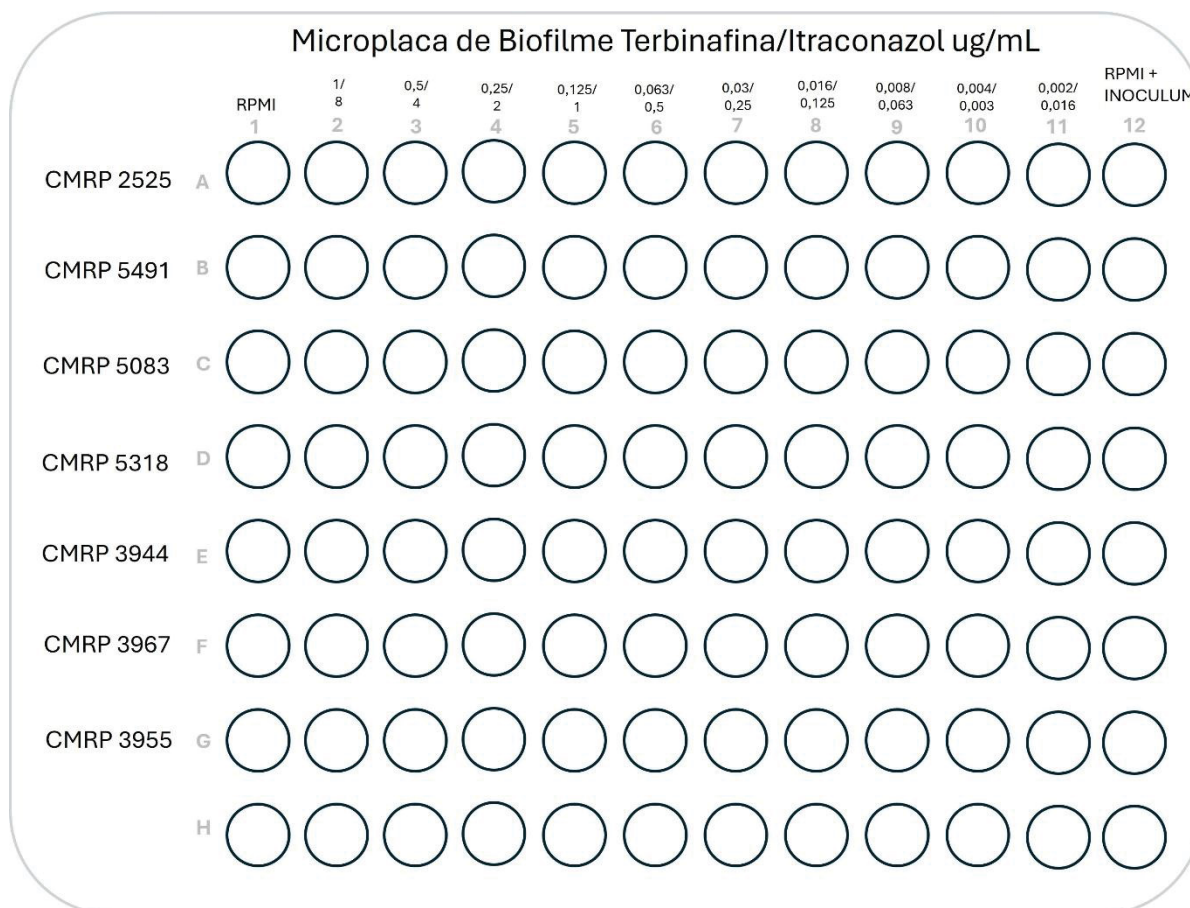 Microplaca de Biofilme Terbinafina/Itraconazol ug/mL
RPMI
1/
8
0,5/
4
0,25/
2
0,125/
1
0,063/
0,5
0,03/
0,25
0,016/
0,125
0,008/
0,063
0,004/
0,003
0,002/
0,016
RPMI +
INOCULUM
1 2 3 4 5 6 7 8 9 10 11 12
CMRP 2525 A
CMRP 5491 B
CMRP 5083 C
CMRP 5318 D
CMRP 3944 E
CMRP 3967 F
CMRP 3955 G
H